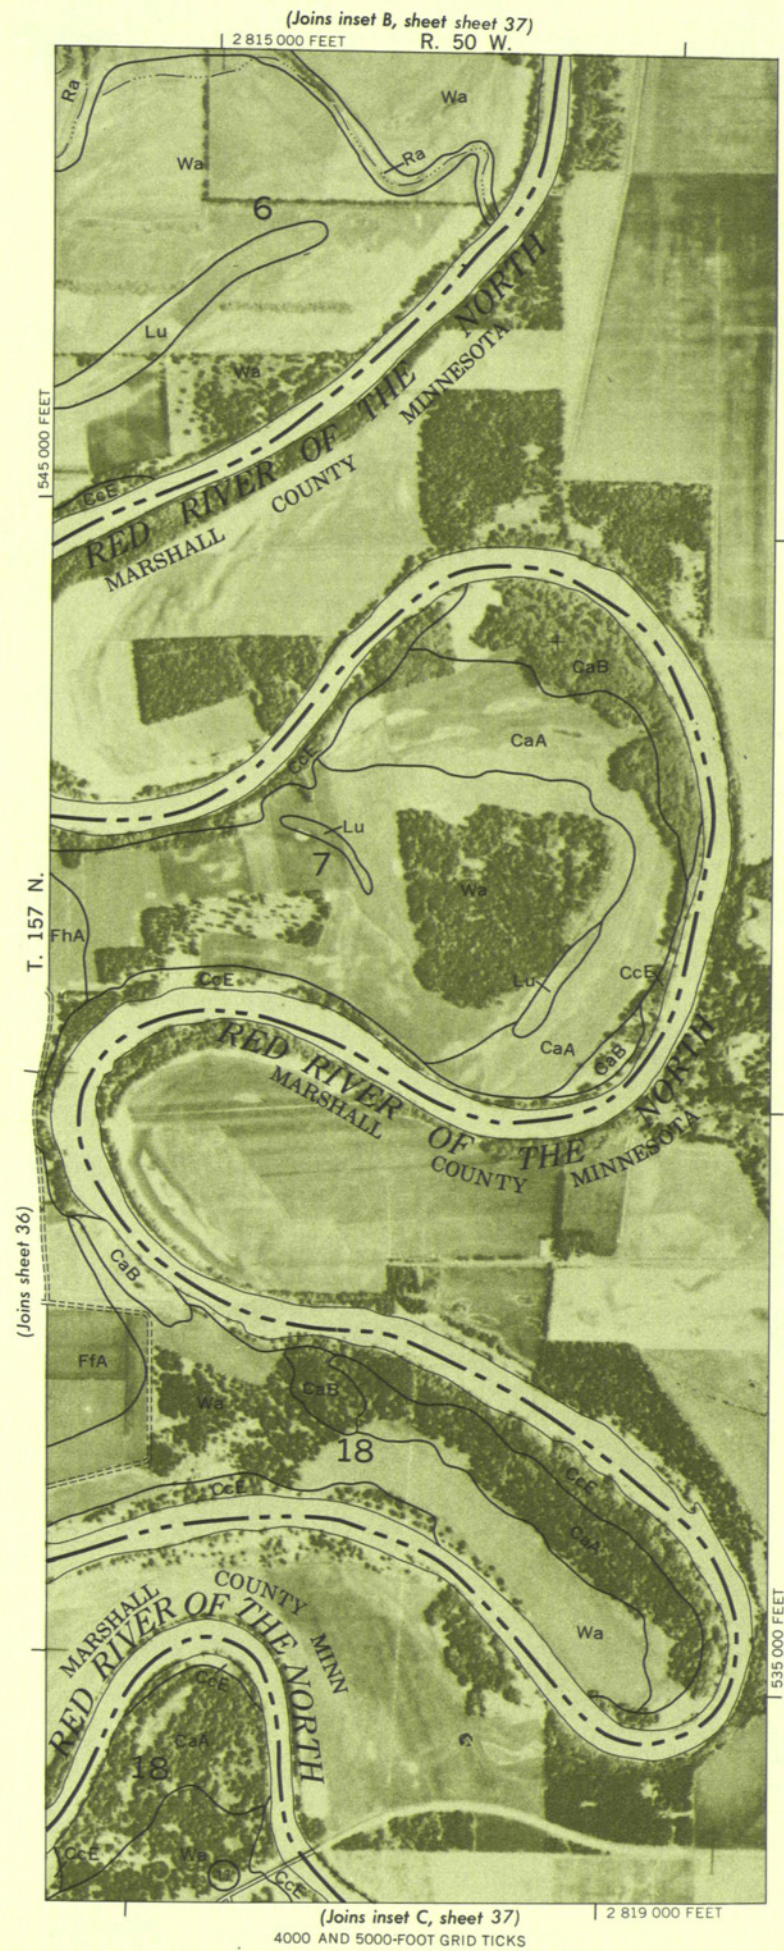 (Joins inset B, sheet sheet 37)
2 815 000 FEET
R. 50 W.
Ra
Wa
Wa
Ra
6
NORTH
Lu
Wa
THE
MINNESOTA
545 000 FEET
OF
CcE
RED RIVER
COUNTY
MARSHALL
CaB
CaA
CcE
Lu
7
T. 157 N.
Wa
FhA
CcE
Lu
CcE
RED RIVER
MARSHALL
CaA
CaB
NORTH
OF
THE
COUNTY
MINNESOTA
(Joins sheet 36)
CaB
FfA
CaB
Wa
18
CcE
CcE
CaA
MARSHALL
COUNTY
MINN
RED RIVER OF THE NORTH
Wa
535 000 FEET
CcE
CaA
18
CcE
Wa
CcE
(Joins inset C, sheet 37)
2 819 000 FEET
4000 AND 5000-FOOT GRID TICKS